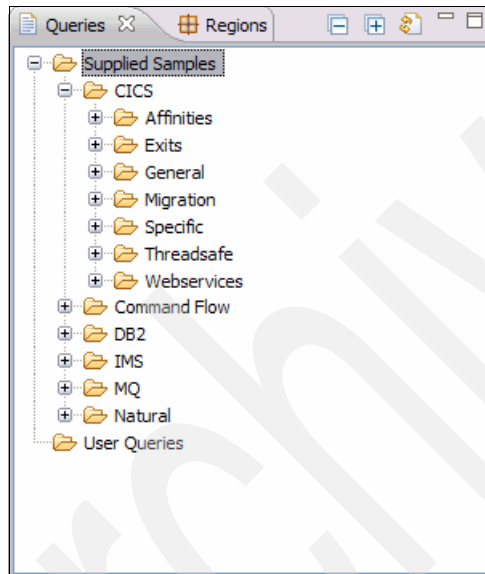 Queries Regions
Supplied Samples
CICS
Affinities
Exits
General
Migration
Specific
Threadsafe
Webservices
Command Flow
DB2
IMS
MQ
Natural
User Queries